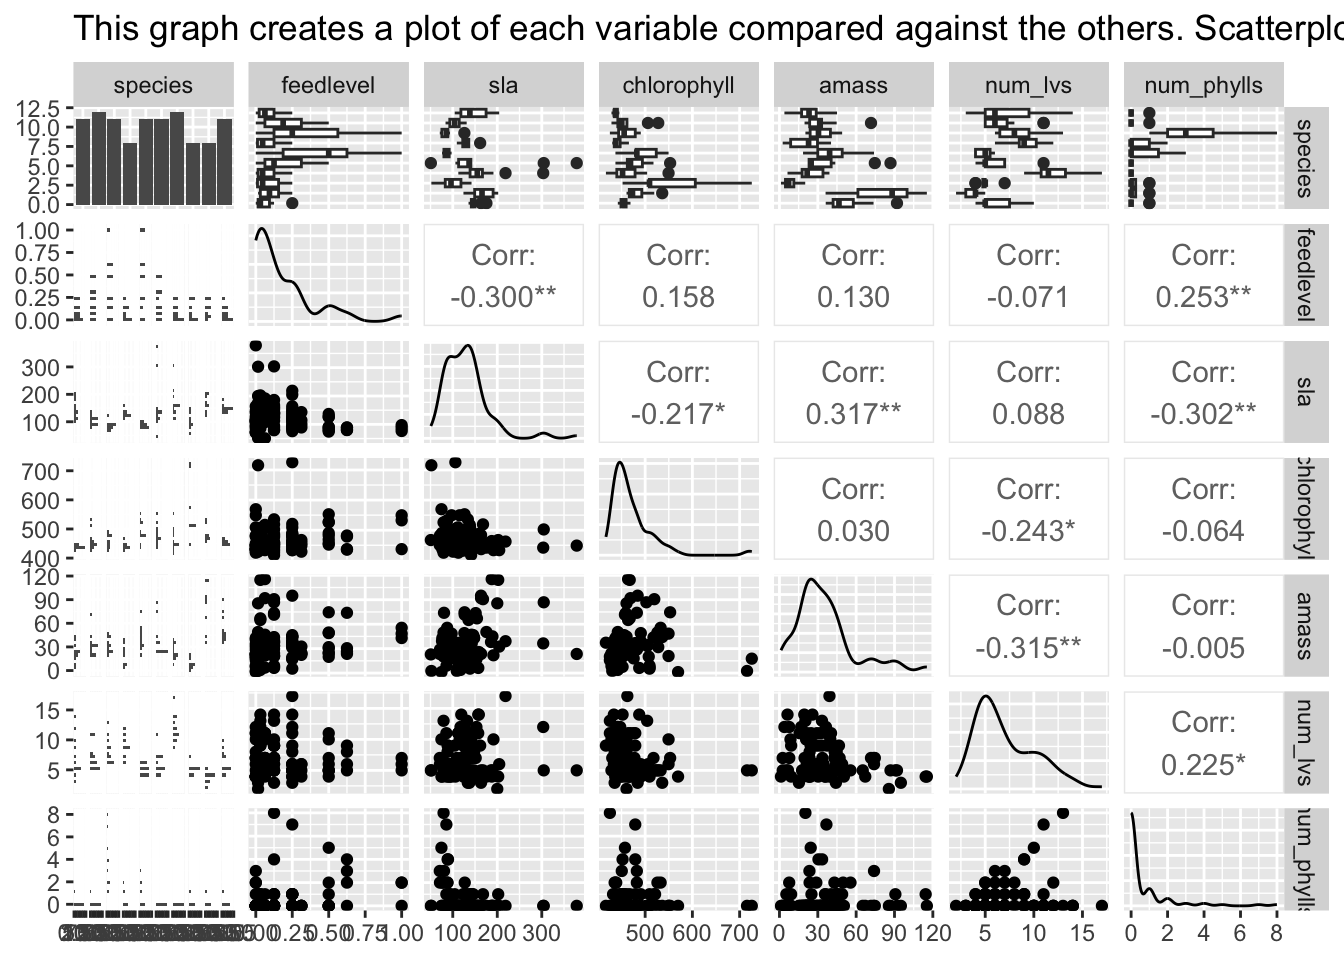 This graph creates a plot of each variable compared against the others.
species feedlevel sla chlorophyll amass num_lvs num_phylls
12.5
10.0
7.5
5.0
2.5
0.0
species
1.00
0.75
0.50
0.25
0.00
Corr: Corr: Corr: Corr: Corr:
-0.300** 0.158 0.130 -0.071 0.253**
feedlevel
300
200
100
Corr: Corr: Corr: Corr:
-0.217* 0.317** 0.088 -0.302**
sla
700
600
500
400
Corr: Corr: Corr:
0.030 -0.243* -0.064
chlorophyl
120
90
60
30
0
Corr: Corr:
-0.315** -0.005
amass
15
10
5
Corr:
0.225*
num_lvs
8
6
4
2
0
num_phylls
0.25 0.50 0.75 1.00 100 200 300 500 600 700 0 30 60 90 120 5 10 15 0 2 4 6 8